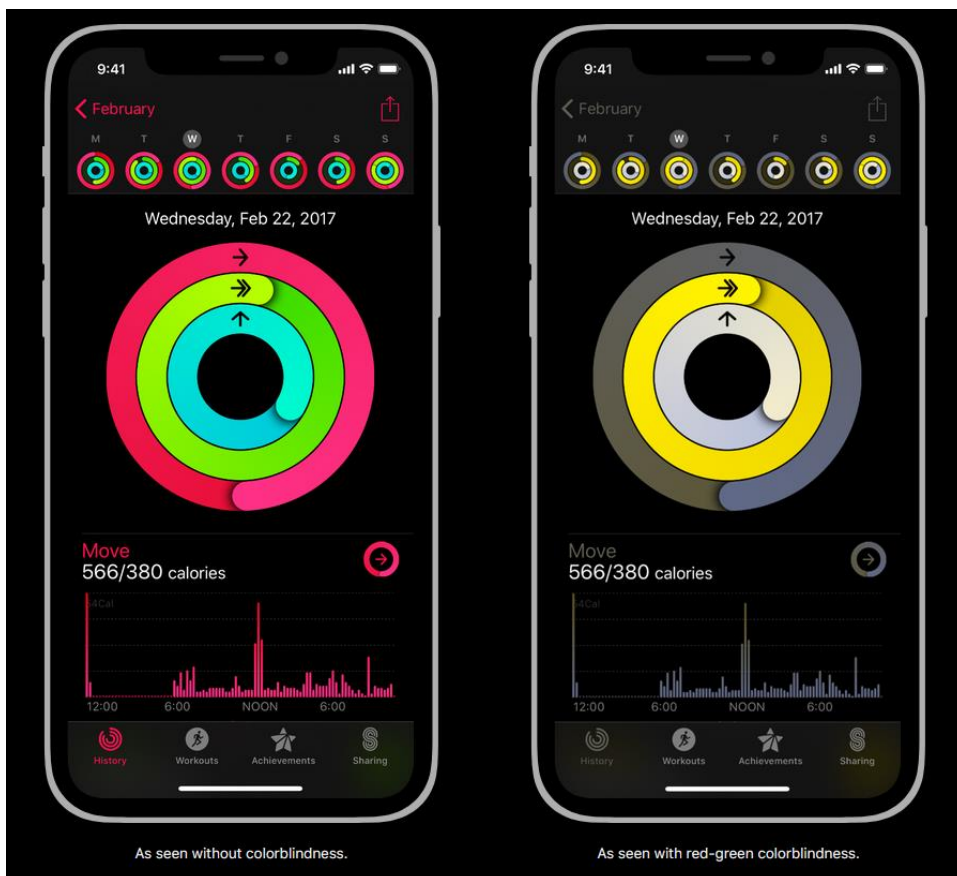 9:41
February
M T W T F S S
Wednesday, Feb 22, 2017
Move
566/380 calories
54Cal
12:00 6:00 NOON 6:00
History Workouts Achievements Sharing
As seen without colorblindness.
9:41
February
M T W T F S S
Wednesday, Feb 22, 2017
Move
566/380 calories
54Cal
12:00 6:00 NOON 6:00
History Workouts Achievements Sharing
As seen with red-green colorblindness.